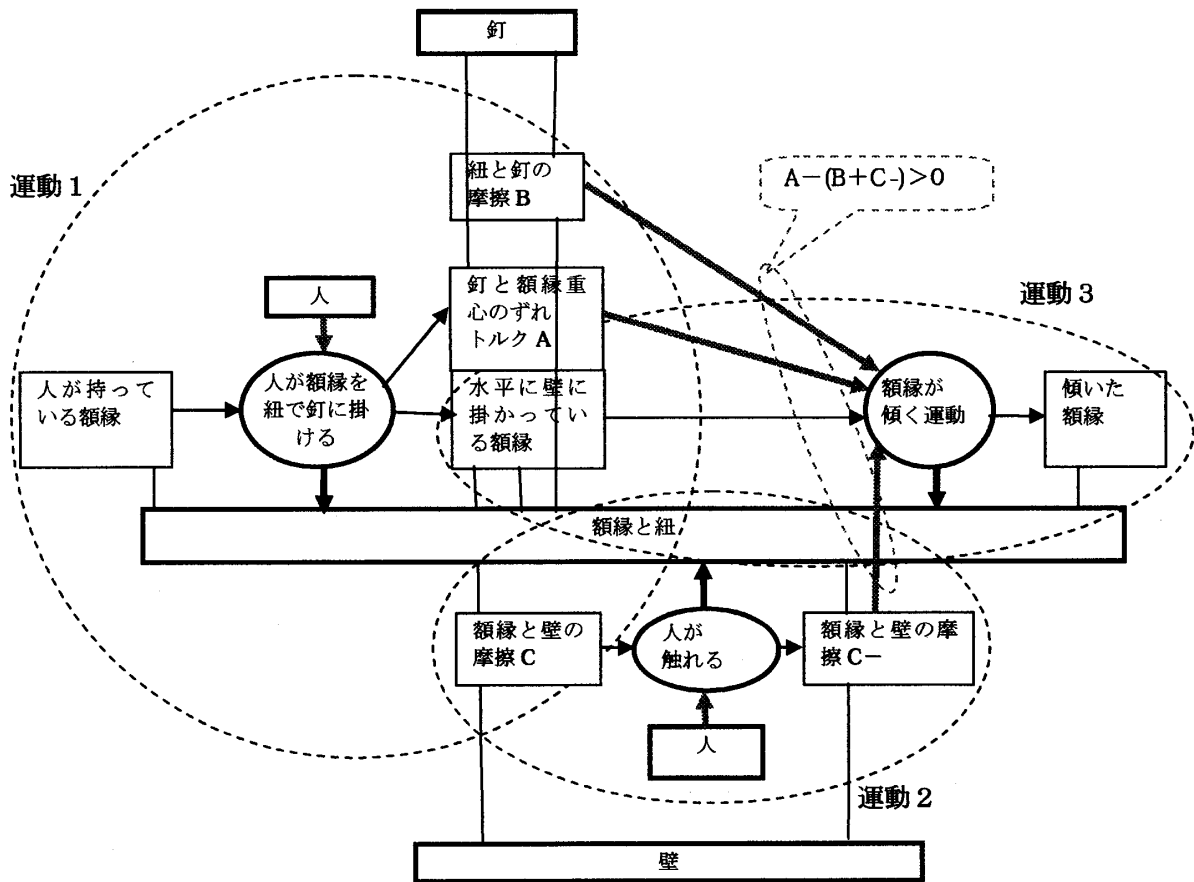 釘
運動1
紐と釘の
摩擦B
A－(B＋C-)＞0
人
釘と額縁重
心のずれ
トルクA
運動3
人が持って
いる額縁
人が額縁を
紐で釘に掛
ける
水平に壁に
掛かってい
る額縁
額縁が
傾く運動
傾いた
額縁
額縁と紐
額縁と壁の
摩擦C
人が
触れる
額縁と壁の摩
擦C－
人
運動2
壁